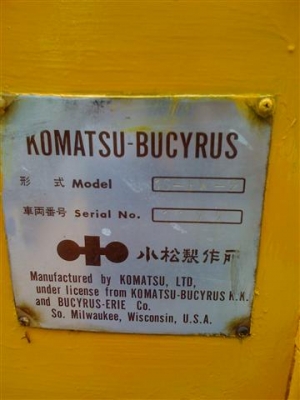 KOMATSU-BUCYRUS
形 式 Model
車両番号 Serial No.
小松製作所
Manufactured by KOMATSU, LTD,
under license from KOMATSU-BUCYRUS K.K.
and BUCYRUS-ERIE Co.
So. Milwaukee, Wisconsin, U.S.A.